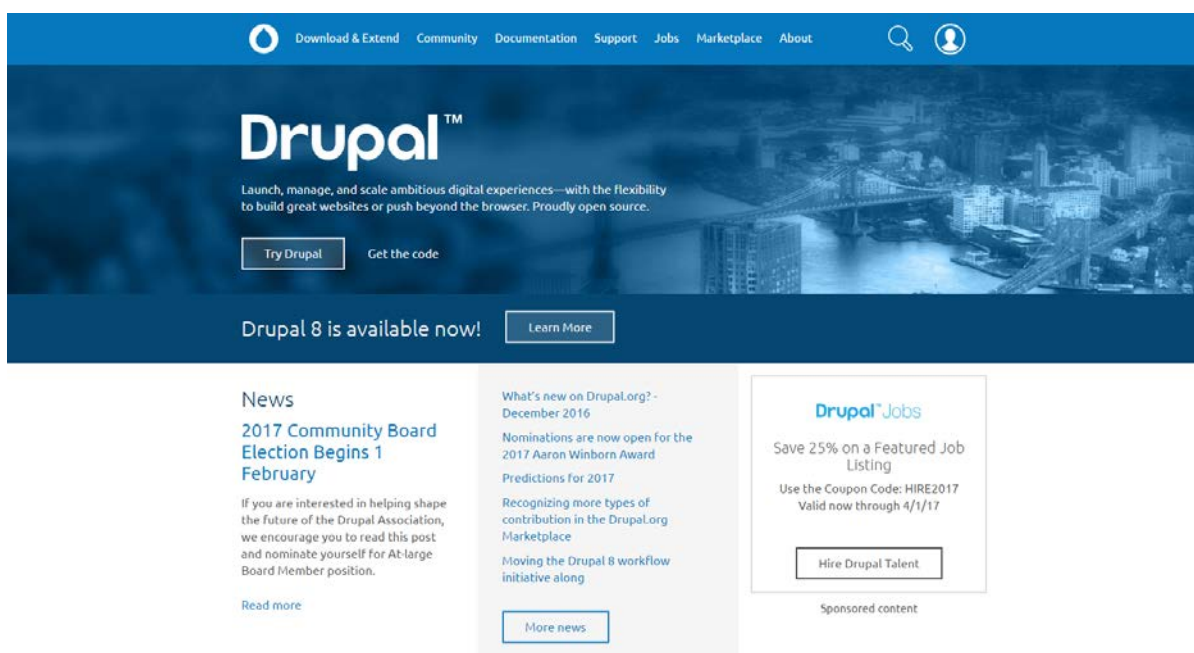 Download & Extend Community Documentation Support Jobs Marketplace About
Drupal™
Launch, manage, and scale ambitious digital experiences—with the flexibility
to build great websites or push beyond the browser. Proudly open source.
Try Drupal Get the code
Drupal 8 is available now! Learn More
News
2017 Community Board
Election Begins 1
February
If you are interested in helping shape
the future of the Drupal Association,
we encourage you to read this post
and nominate yourself for At-large
Board Member position.
Read more
What's new on Drupal.org? -
December 2016
Nominations are now open for the
2017 Aaron Winborn Award
Predictions for 2017
Recognizing more types of
contribution in the Drupal.org
Marketplace
Moving the Drupal 8 workflow
initiative along
More news
Drupal™ Jobs
Save 25% on a Featured Job
Listing
Use the Coupon Code: HIRE2017
Valid now through 4/1/17
Hire Drupal Talent
Sponsored content